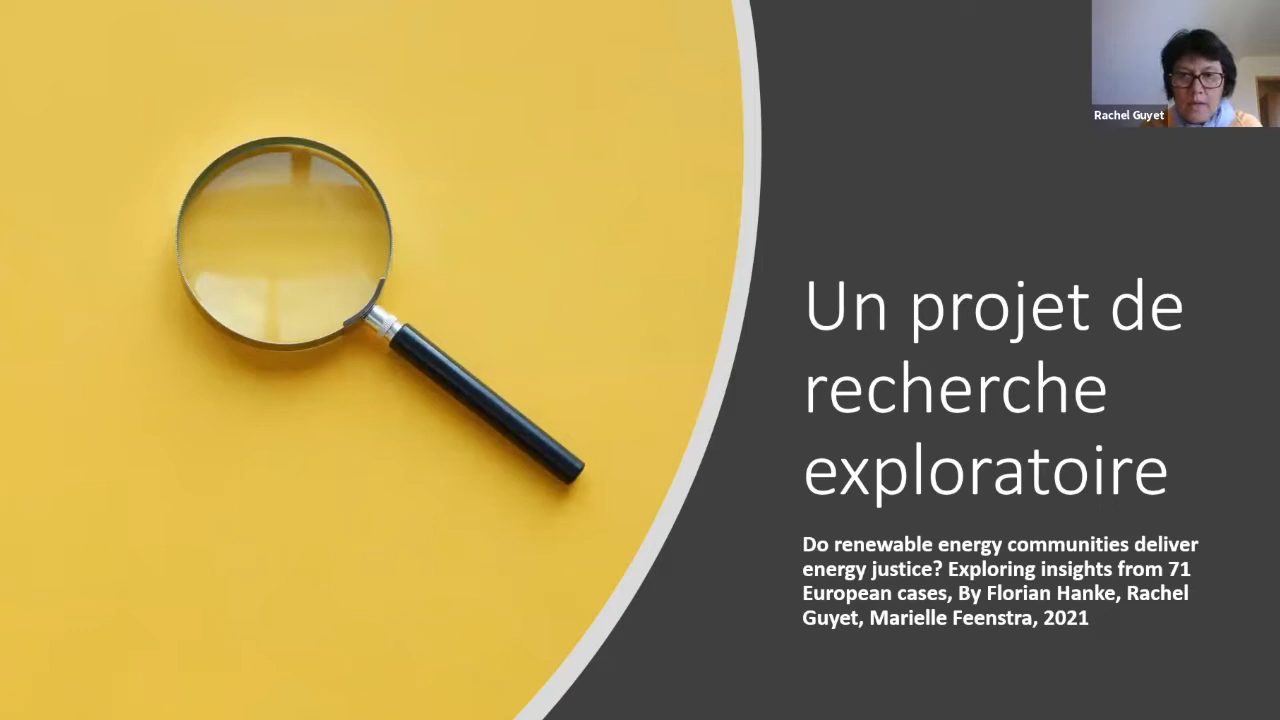 Rachel Guyet
Un projet de
recherche
exploratoire
Do renewable energy communities deliver
energy justice? Exploring insights from 71
European cases, By Florian Hanke, Rachel
Guyet, Marielle Feenstra, 2021